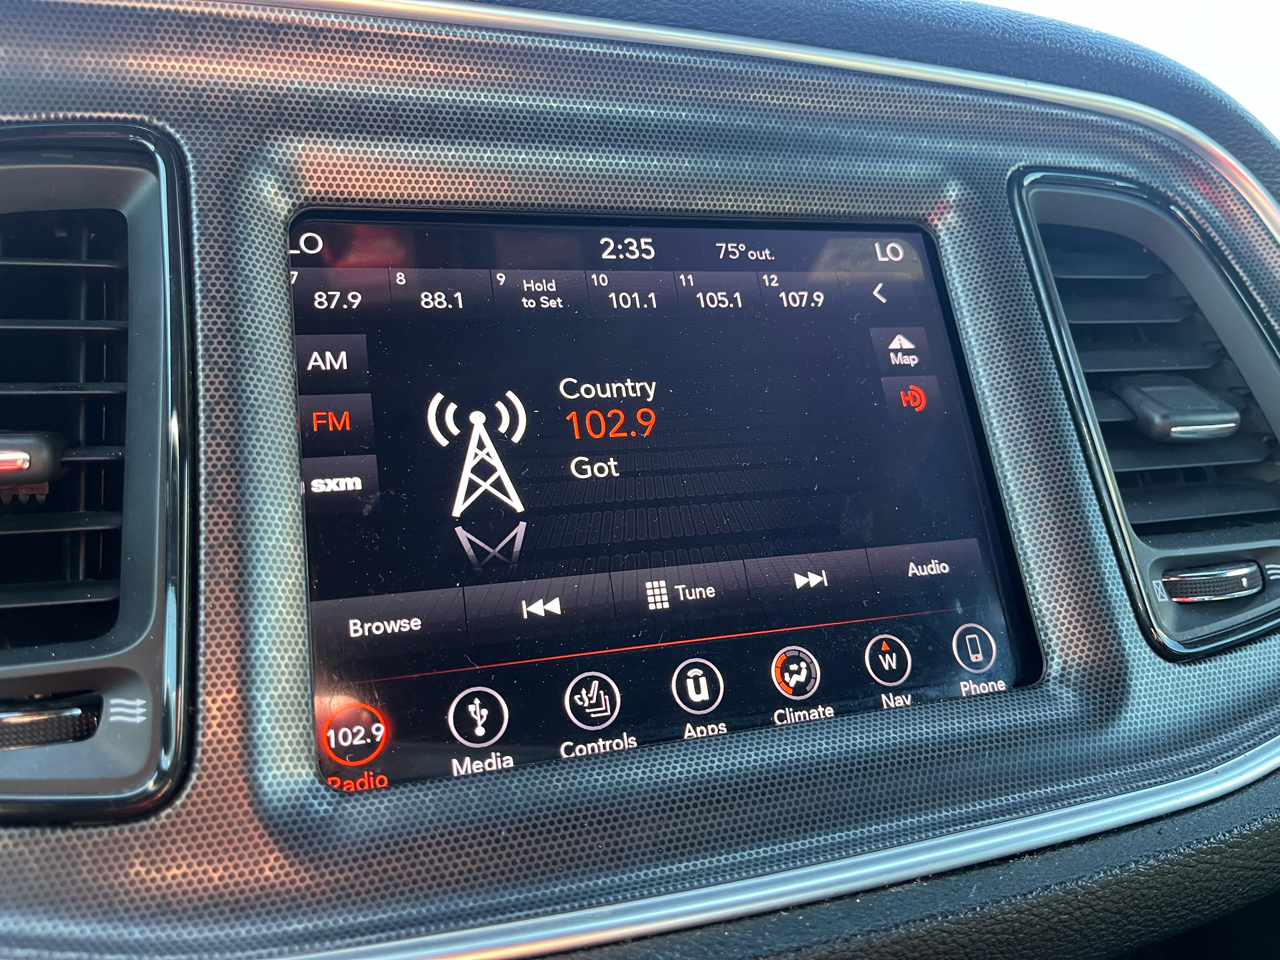 LO 2:35 75° out. LO
7 87.9 8 88.1 9 Hold to Set 10 101.1 11 105.1 12 107.9
AM
Map
FM
HD
sxm
Country
102.9
Got
Browse Tune Audio
102.9 ū W
Radio Media Controls Apps Climate Nav Phone